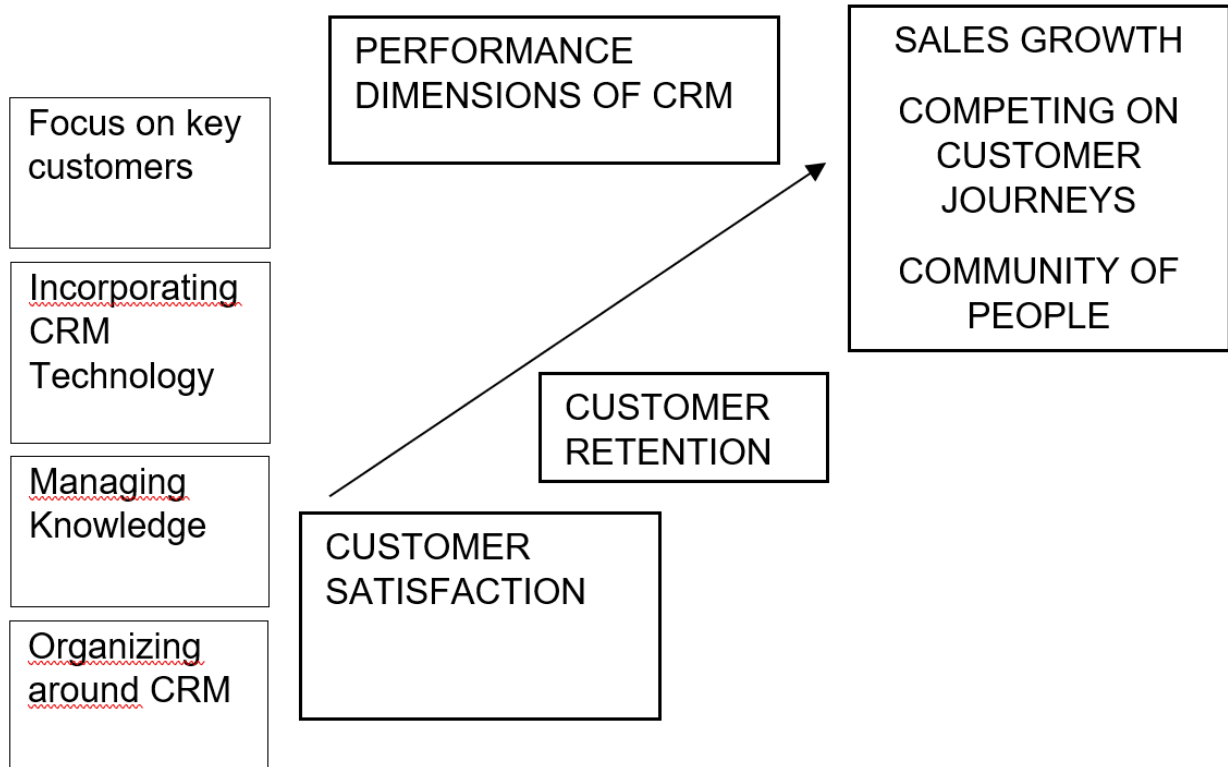 Focus on key
customers
Incorporating
CRM
Technology
Managing
Knowledge
Organizing
around CRM
PERFORMANCE
DIMENSIONS OF CRM
CUSTOMER
SATISFACTION
CUSTOMER
RETENTION
SALES GROWTH
COMPETING ON
CUSTOMER
JOURNEYS
COMMUNITY OF
PEOPLE